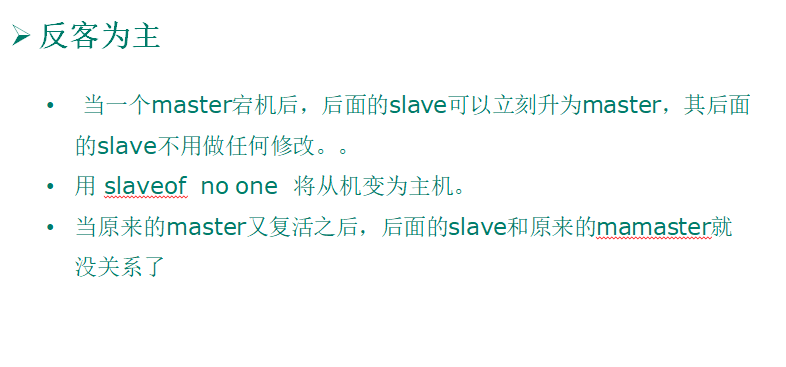 ➢ 反客为主
• 当一个master宕机后，后面的slave可以立刻升为master，其后面
的slave不用做任何修改。。
• 用 slaveof no one 将从机变为主机。
• 当原来的master又复活之后，后面的slave和原来的mamaster就
没关系了